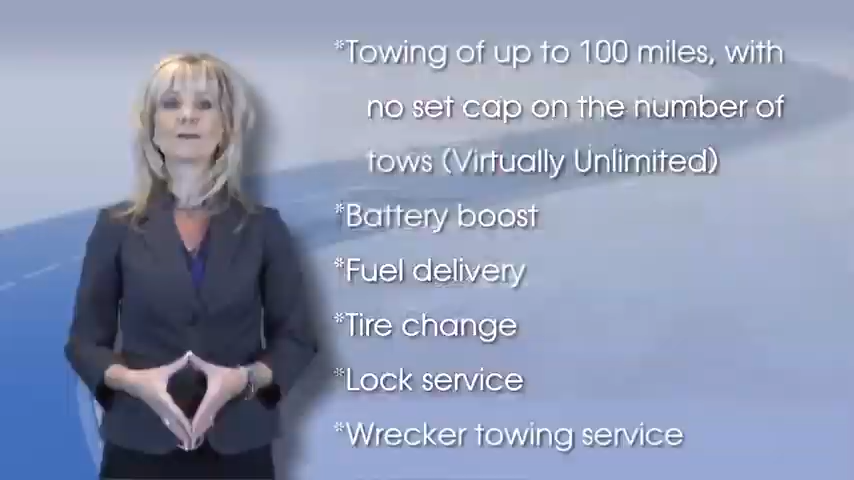 *Towing of up to 100 miles, with
no set cap on the number of
tows (Virtually Unlimited)
*Battery boost
*Fuel delivery
*Tire change
*Lock service
*Wrecker towing service